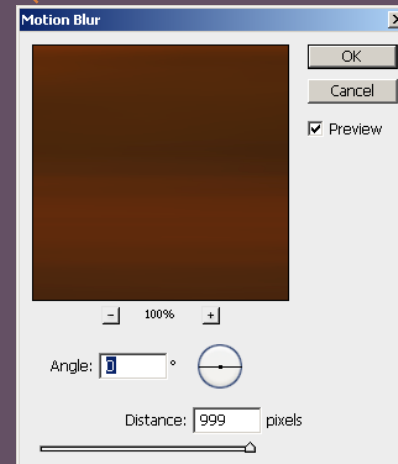 Motion Blur
OK
Cancel
Preview
- 100% +
Angle: 0 °
Distance: 999 pixels